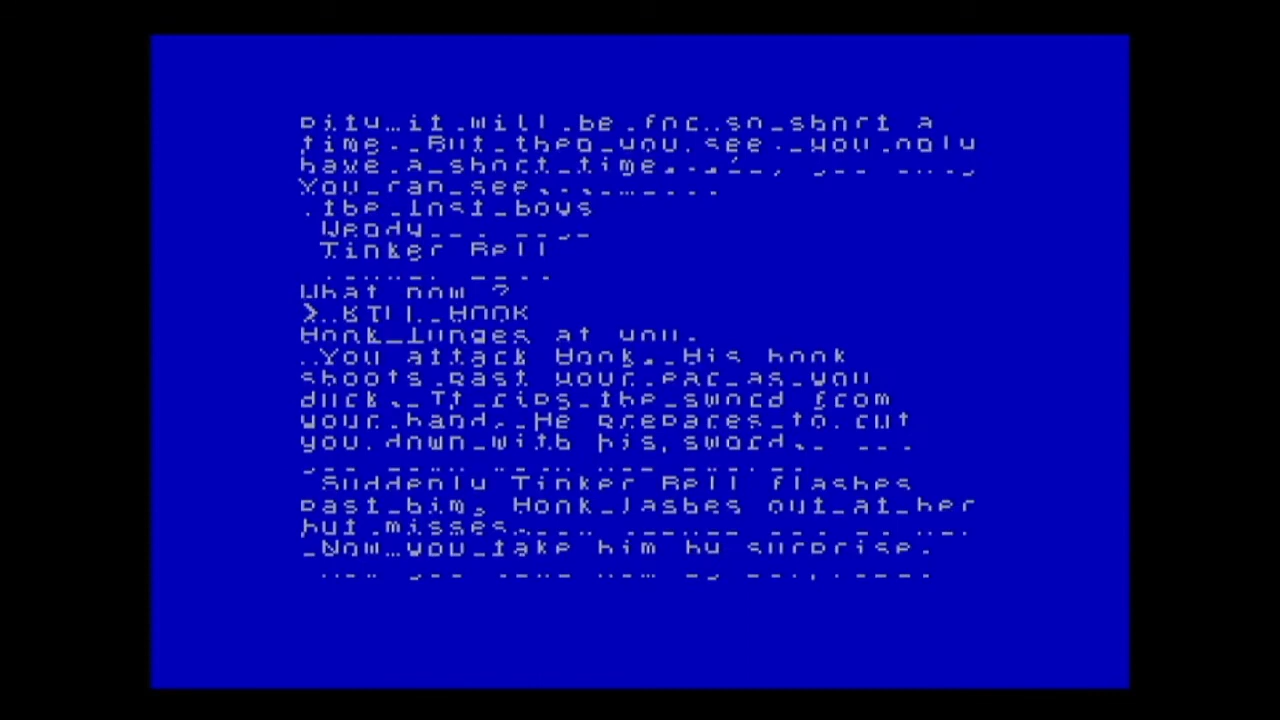 pity it will be for so short a
time. But then you see. you only
have a short time.
You can see
the lost boys
Wendy
Tinker Bell
What now ?
> KILL HOOK
Hook lunges at you.
You attack Hook. His hook
shoots past your ear as you
duck. It rips the sword from
your hand. He prepares to cut
you down with his sword.
Suddenly Tinker Bell flashes
past him. Hook lashes out at her
but misses.
Now you take him by surprise.